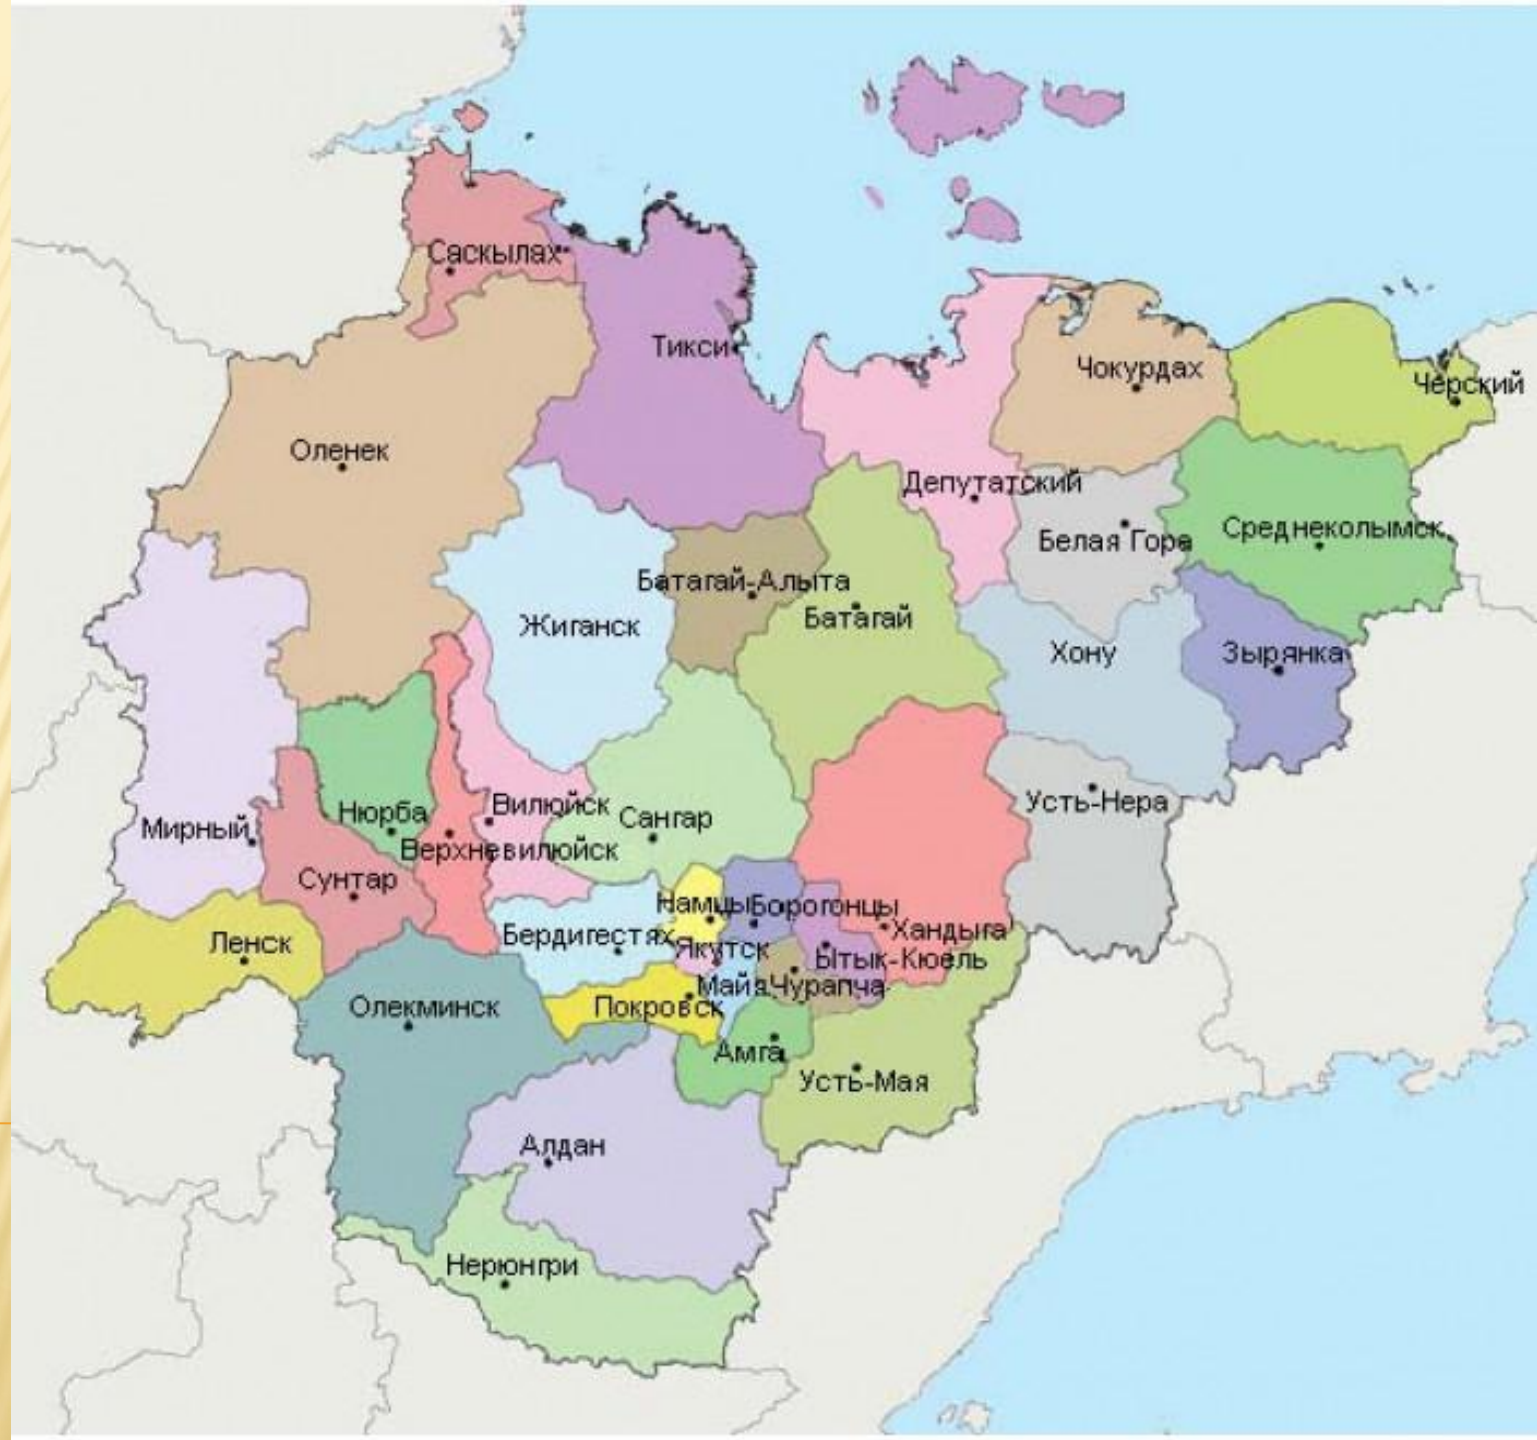 Саскылах
Тикси
Чокурдах
Черский
Оленек
Депутатский
Белая Гора
Среднеколымск
Батагай-Алыта
Батагай
Жиганск
Хону
Зырянка
Вилюйск
Усть-Нера
Нюрба
Сангар
Мирный
Верхневилюйск
Сунтар
Намцы
Борогонцы
Хандыга
Бердигестях
Ленск
Якутск
Ытык-Кюель
Майя
Чурапча
Олекминск
Покровск
Амга
Усть-Мая
Алдан
Нерюнгри